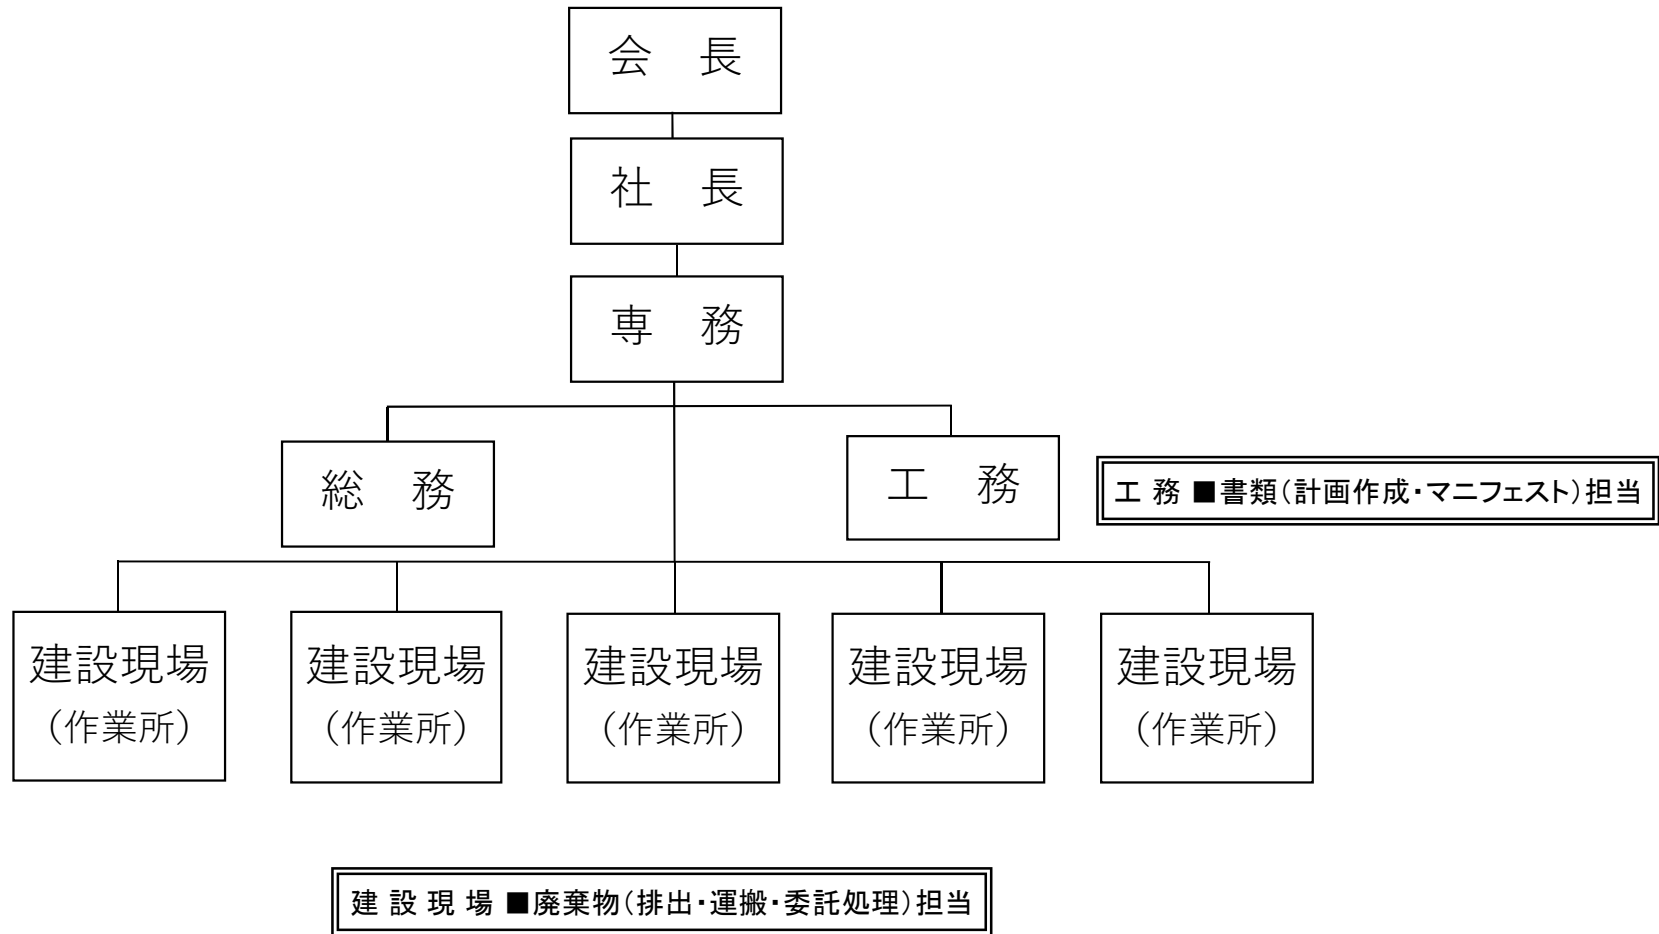 会　長
社　長
専　務
総　務
工　務
工 務 ■書類(計画作成・マニフェスト)担当
建設現場
(作業所)
建設現場
(作業所)
建設現場
(作業所)
建設現場
(作業所)
建設現場
(作業所)
建 設 現 場 ■廃棄物(排出・運搬・委託処理)担当